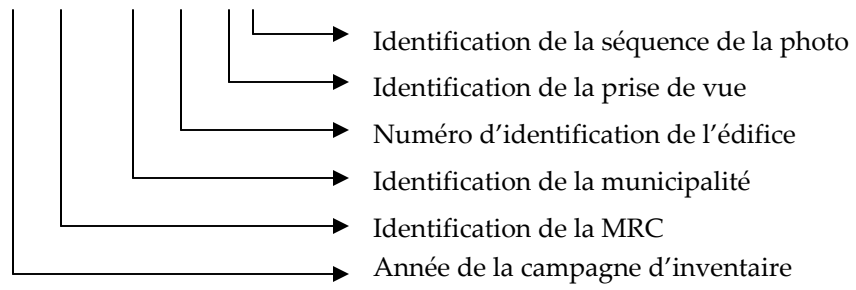 Identification de la séquence de la photo
Identification de la prise de vue
Numéro d’identification de l’édifice
Identification de la municipalité
Identification de la MRC
Année de la campagne d’inventaire